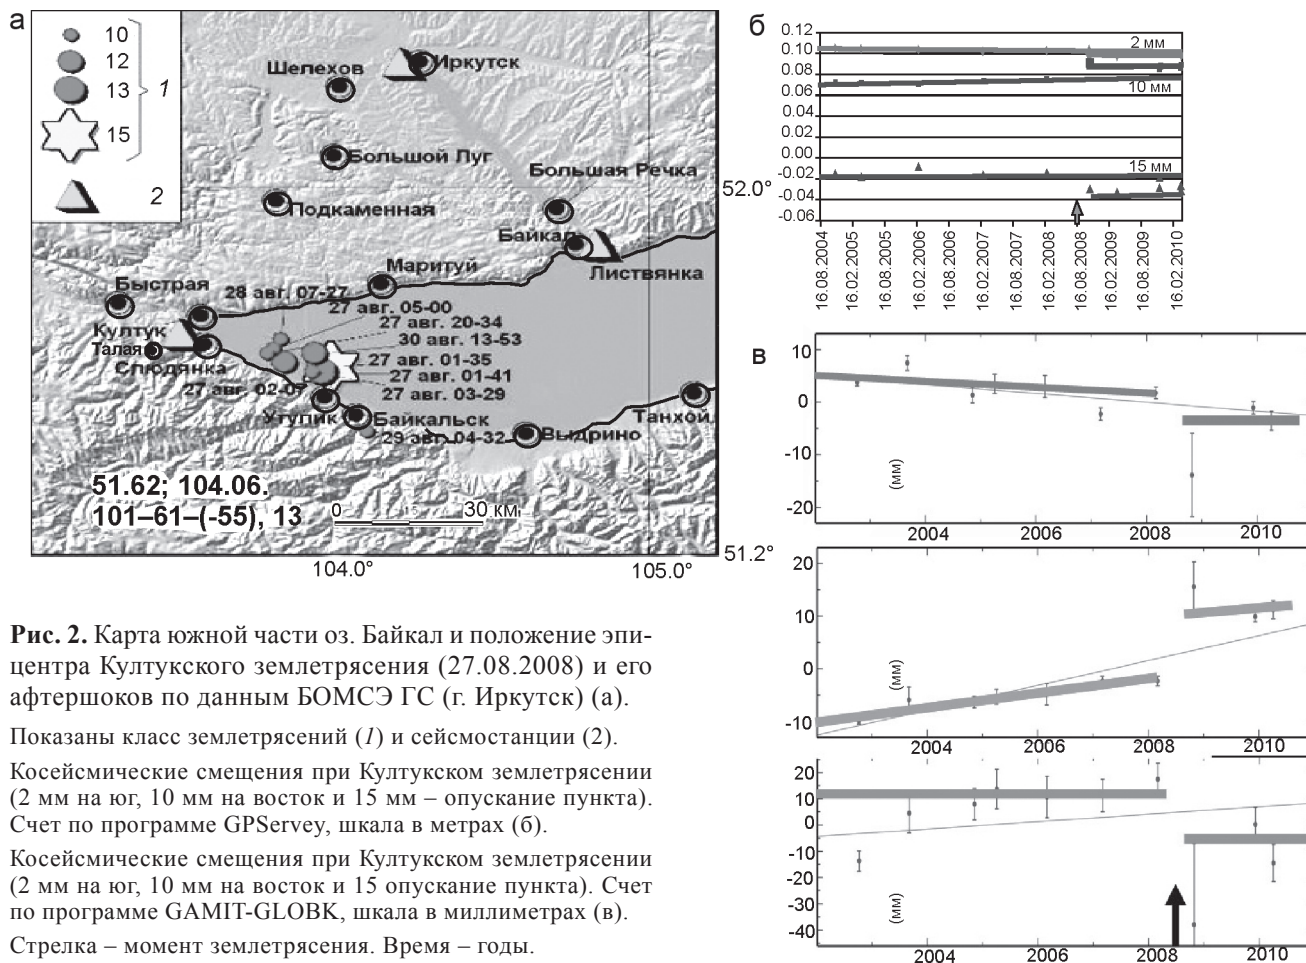 а
10
12
13
15
1
2
Шелехов
Иркутск
Большой Луг
Большая Речка
Подкаменная
Байкал
Листвянка
Маритуй
Быстрая
28 авг. 07-27
27 авг. 05-00
27 авг. 20-34
30 авг. 13-53
Култук
Талая
Слюдянка
27 авг. 01-35
27 авг. 01-41
27 авг. 03-29
Утулик
Байкальск
29 авг. 04-32
Выдрино
Танхой
51.62; 104.06.
101–61–(-55), 13
0
15
30 км
52.0°
51.2°
104.0°
105.0°
б
0.12
0.10
0.08
0.06
0.04
0.02
0.00
-0.02
-0.04
-0.06
2 мм
10 мм
15 мм
16.08.2004
16.02.2005
16.08.2005
16.02.2006
16.08.2006
16.02.2007
16.08.2007
16.02.2008
16.08.2008
16.02.2009
16.08.2009
16.02.2010
в
10
0
-10
-20
(мм)
2004
2006
2008
2010
20
10
0
-10
(мм)
2004
2006
2008
2010
20
10
0
-10
-20
-30
-40
(мм)
2004
2006
2008
2010
Рис. 2. Карта южной части оз. Байкал и положение эпи-
центра Култукского землетрясения (27.08.2008) и его
афтершоков по данным БОМСЭ ГС (г. Иркутск) (а).
Показаны класс землетрясений (1) и сейсмостанции (2).
Косейсмические смещения при Култукском землетрясении
(2 мм на юг, 10 мм на восток и 15 мм – опускание пункта).
Счет по программе GPServey, шкала в метрах (б).
Косейсмические смещения при Култукском землетрясении
(2 мм на юг, 10 мм на восток и 15 опускание пункта). Счет
по программе GAMIT-GLOBK, шкала в миллиметрах (в).
Стрелка – момент землетрясения. Время – годы.